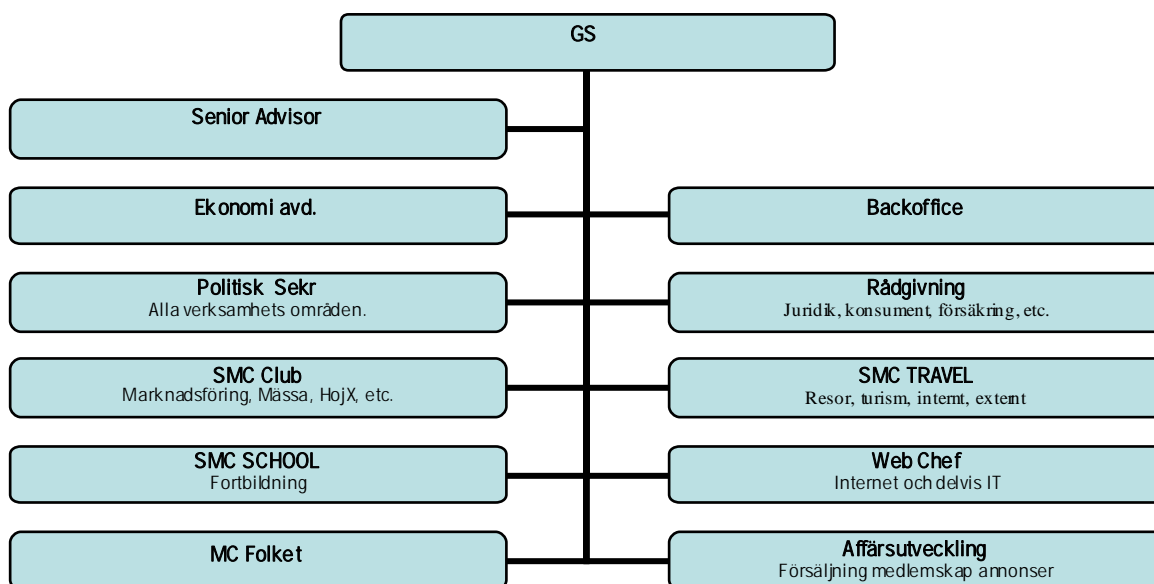 GS
Senior Advisor
Ekonomi avd.
Backoffice
Politisk Sekr
Alla verksamhets områden.
Rådgivning
Juridik, konsument, försäkring, etc.
SMC Club
Marknadsföring, Mässa, HojX, etc.
SMC TRAVEL
Resor, turism, internt, externt
SMC SCHOOL
Fortbildning
Web Chef
Internet och delvis IT
MC Folket
Affärsutveckling
Försäljning medlemskap annonser